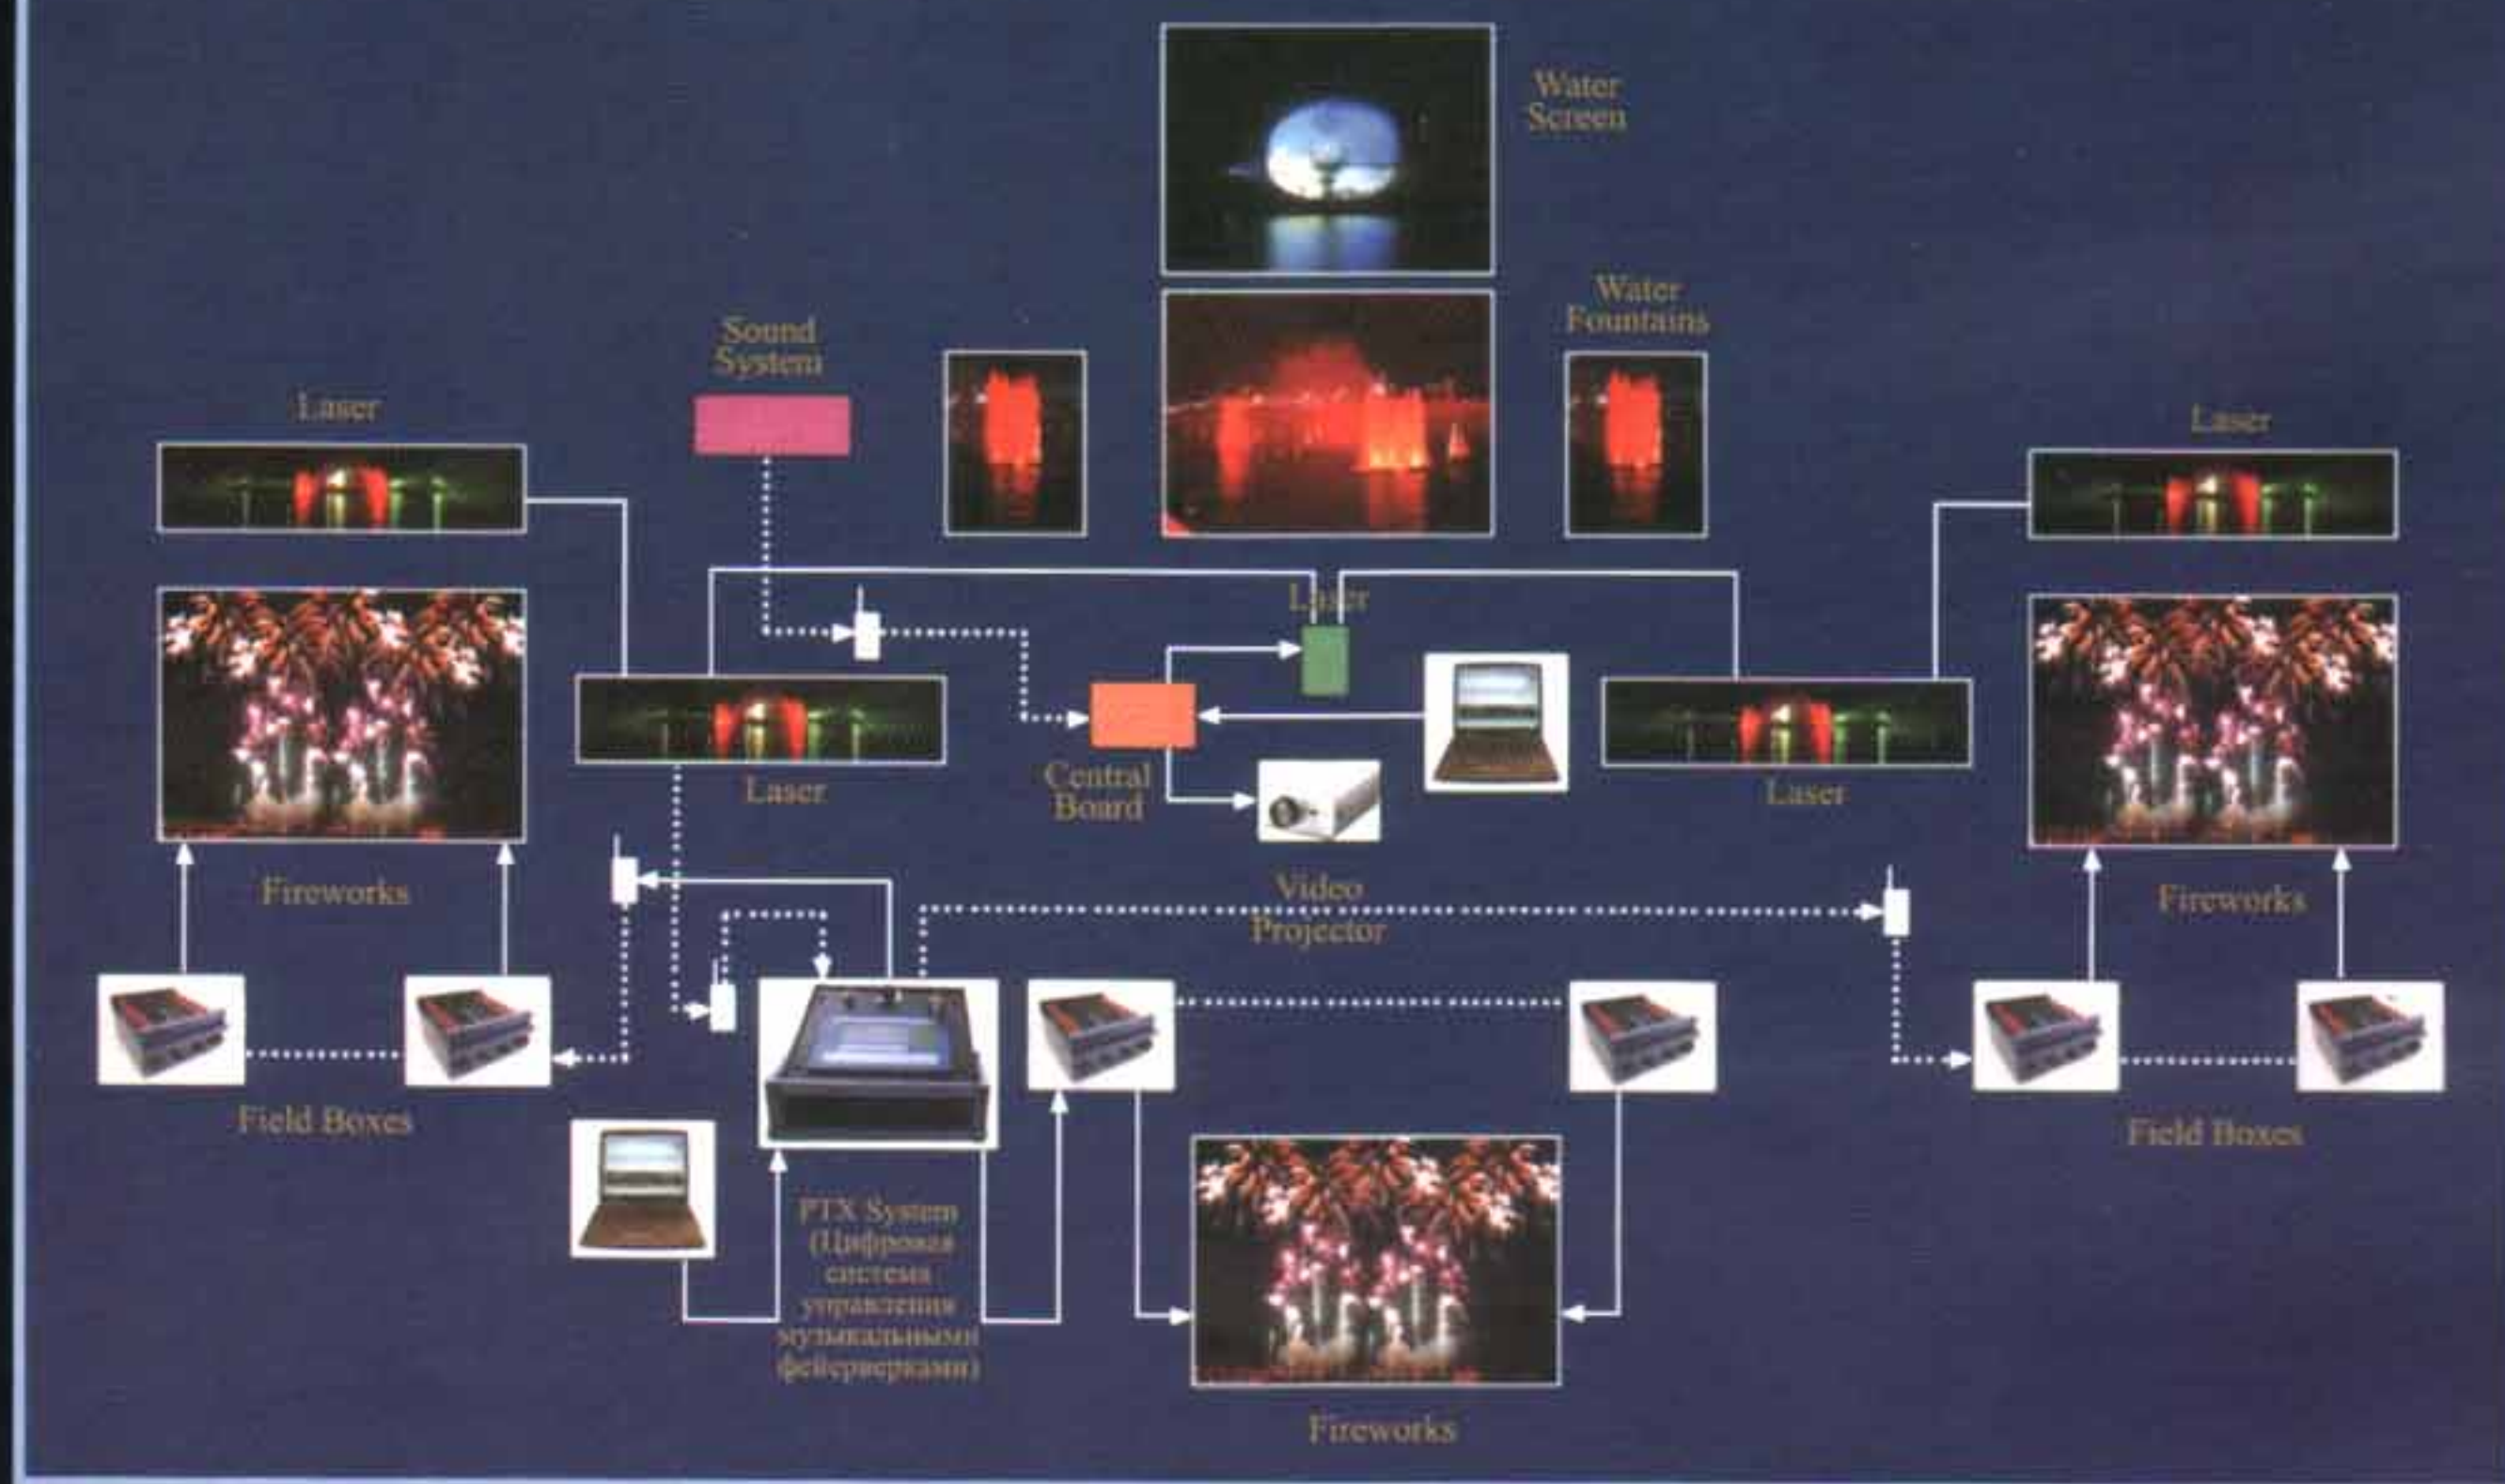 Water
Screen
Water
Fountains
Sound
System
Laser
Laser
Laser
Central
Board
Laser
Laser
Fireworks
Video
Projector
Fireworks
Field Boxes
Field Boxes
PTX System
(Цифровая
система
управления
музыкальными
фейерверками)
Fireworks